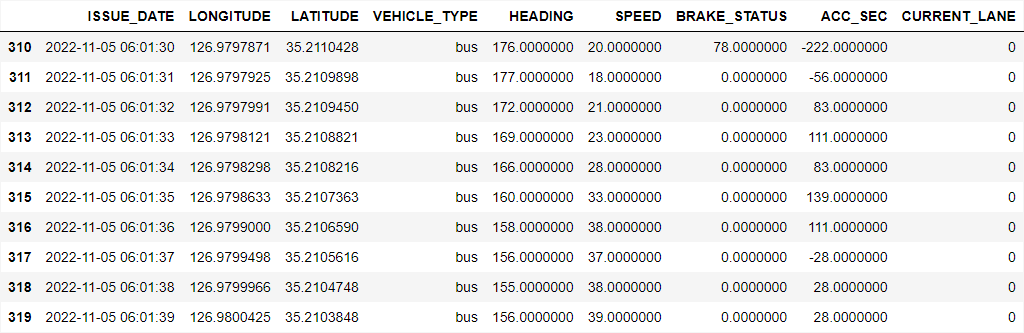 ISSUE_DATE LONGITUDE LATITUDE VEHICLE_TYPE HEADING SPEED BRAKE_STATUS ACC_SEC CURRENT_LANE
310 2022-11-05 06:01:30 126.9797871 35.2110428 bus 176.0000000 20.0000000 78.0000000 -222.0000000 0
311 2022-11-05 06:01:31 126.9797925 35.2109898 bus 177.0000000 18.0000000 0.0000000 -56.0000000 0
312 2022-11-05 06:01:32 126.9797991 35.2109450 bus 172.0000000 21.0000000 0.0000000 83.0000000 0
313 2022-11-05 06:01:33 126.9798121 35.2108821 bus 169.0000000 23.0000000 0.0000000 111.0000000 0
314 2022-11-05 06:01:34 126.9798298 35.2108216 bus 166.0000000 28.0000000 0.0000000 83.0000000 0
315 2022-11-05 06:01:35 126.9798633 35.2107363 bus 160.0000000 33.0000000 0.0000000 139.0000000 0
316 2022-11-05 06:01:36 126.9799000 35.2106590 bus 158.0000000 38.0000000 0.0000000 111.0000000 0
317 2022-11-05 06:01:37 126.9799498 35.2105616 bus 156.0000000 37.0000000 0.0000000 -28.0000000 0
318 2022-11-05 06:01:38 126.9799966 35.2104748 bus 155.0000000 38.0000000 0.0000000 28.0000000 0
319 2022-11-05 06:01:39 126.9800425 35.2103848 bus 156.0000000 39.0000000 0.0000000 28.0000000 0